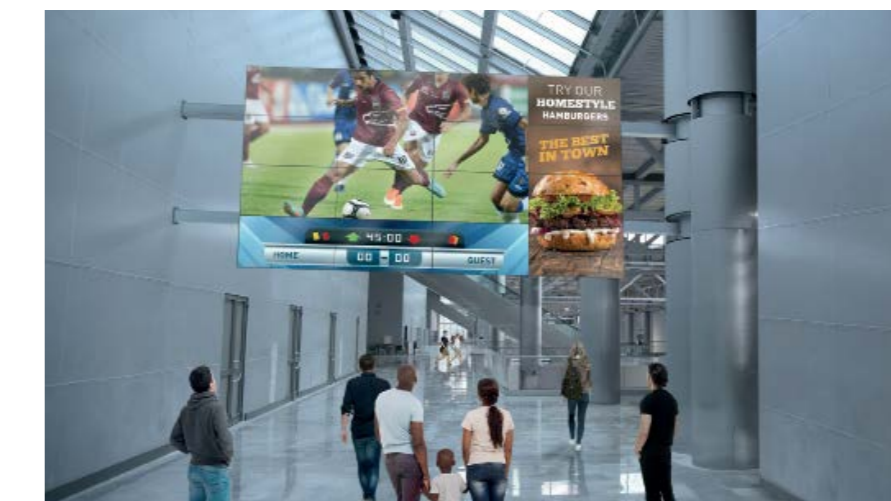 TRY OUR
HOMESTYLE
HAMBURGERS
THE BEST
IN TOWN
45:00
HOME 00 - 00 GUEST